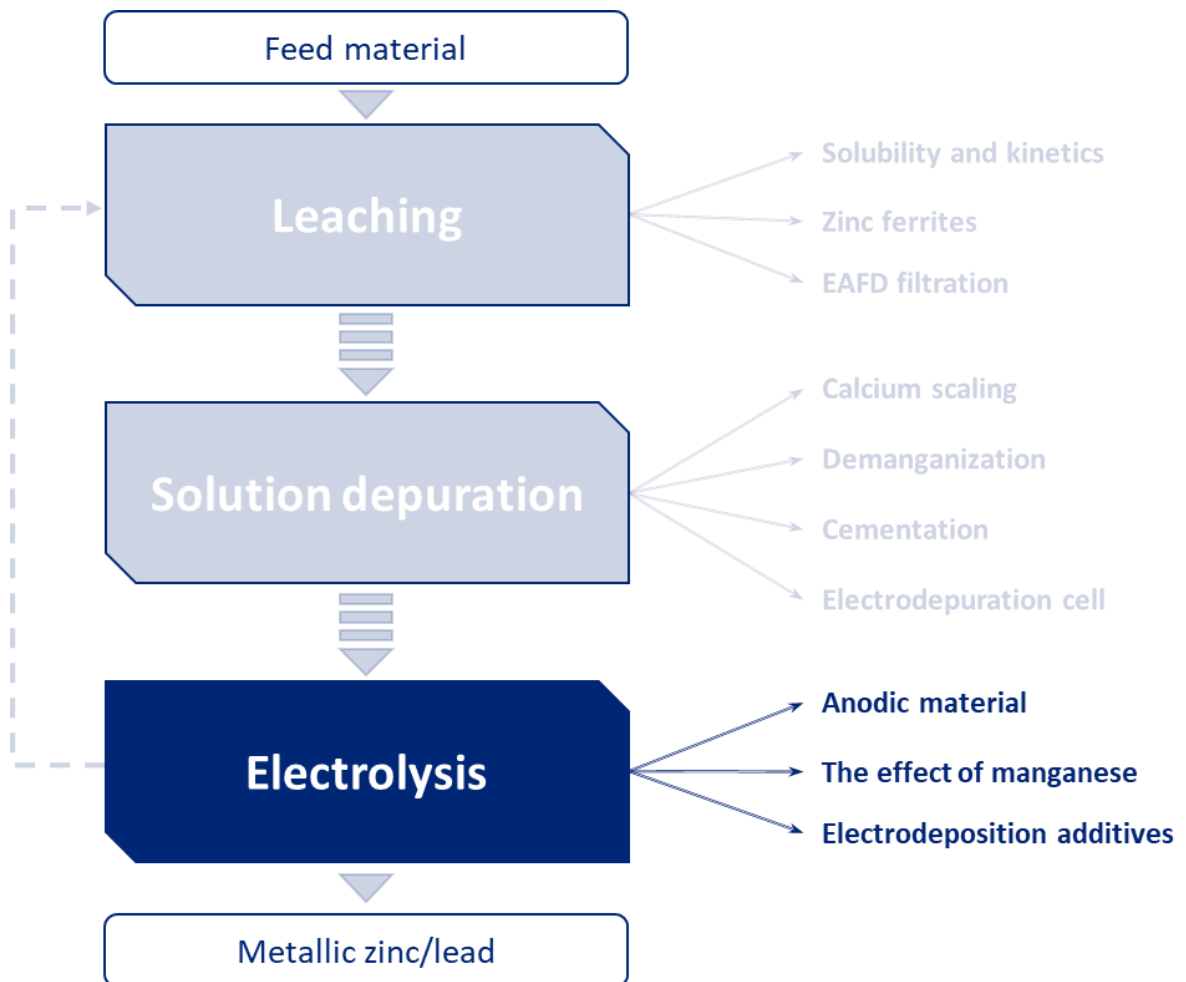 Feed material
Leaching
Solubility and kinetics
Zinc ferrites
EAFD filtration
Solution depuration
Calcium scaling
Demanganization
Cementation
Electrodepuration cell
Electrolysis
Anodic material
The effect of manganese
Electrodeposition additives
Metallic zinc/lead